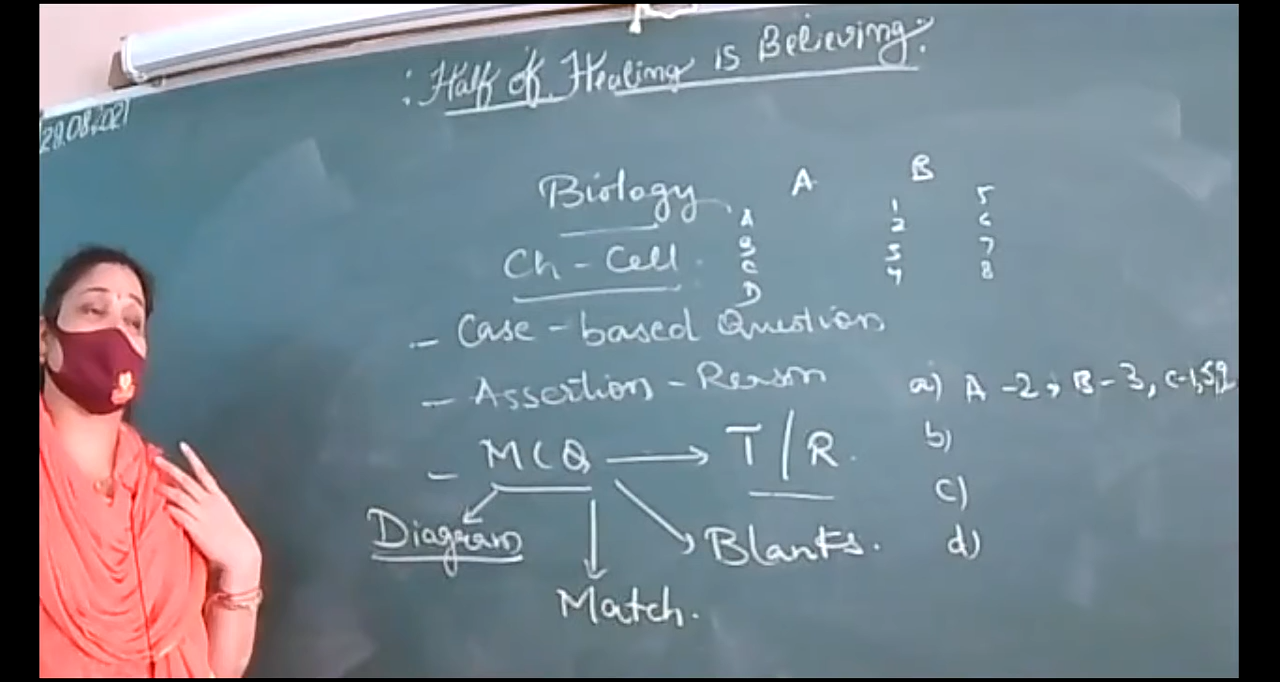 : Half of Healing is Believing :
28.08.2021
Biology
Ch - Cell
A B
A 1 5
B 2 6
C 3 7
D 4 8
- Case - based Question
- Assertion - Reason
- MCQ → T/R.
Diagram
Match.
Blanks.
a) A - 2, B - 3, C-1,5,
b)
c)
d)